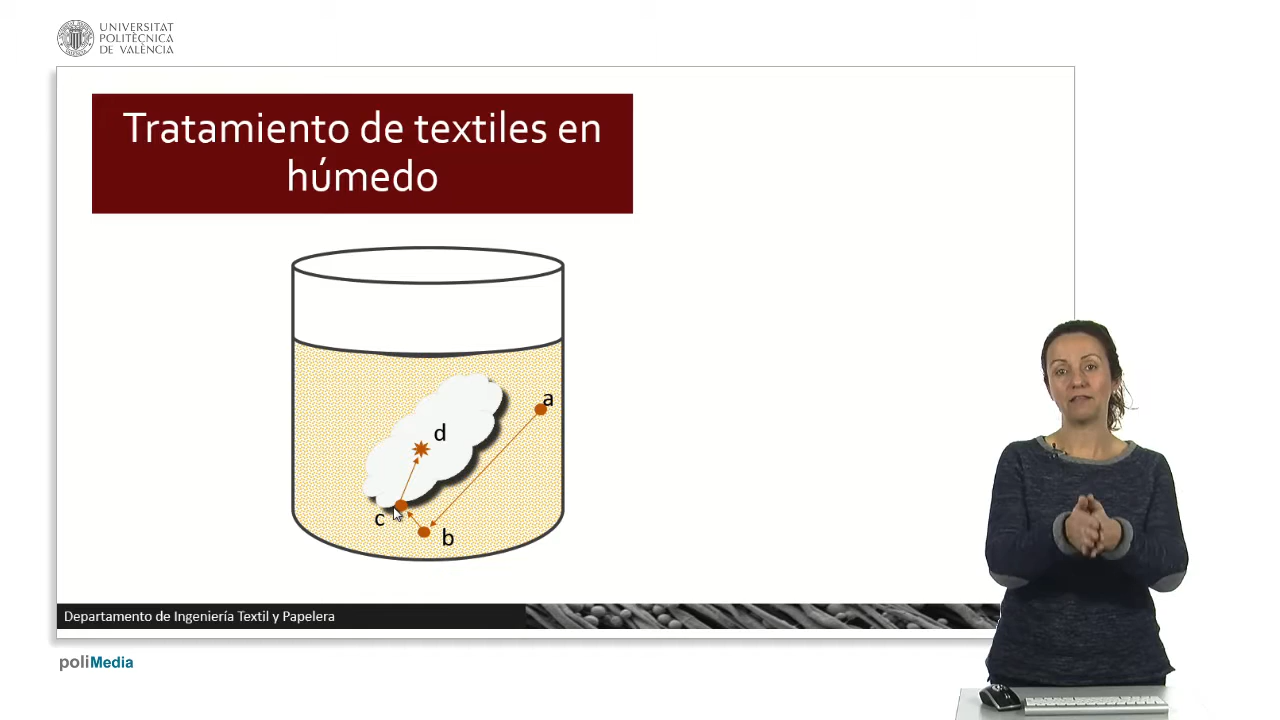 UNIVERSITAT
POLITÈCNICA
DE VALÈNCIA
Tratamiento de textiles en
húmedo
a
d
c
b
Departamento de Ingeniería Textil y Papelera
poliMedia